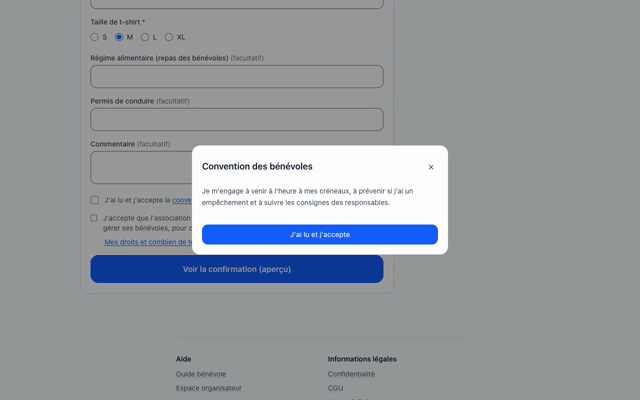 Taille de t-shirt *
S M L XL
Régime alimentaire (repas des bénévoles) (facultatif)
Permis de conduire (facultatif)
Commentaire (facultatif)
Convention des bénévoles
×
Je m'engage à venir à l'heure à mes créneaux, à prévenir si j'ai un
empêchement et à suivre les consignes des responsables.
J'ai lu et j'accepte
J'ai lu et j'accepte la
J'accepte que l'association
gérer ses bénévoles, pour
Mes droits et combien de
Voir la confirmation (aperçu)
Aide
Guide bénévole
Espace organisateur
Informations légales
Confidentialité
CGU